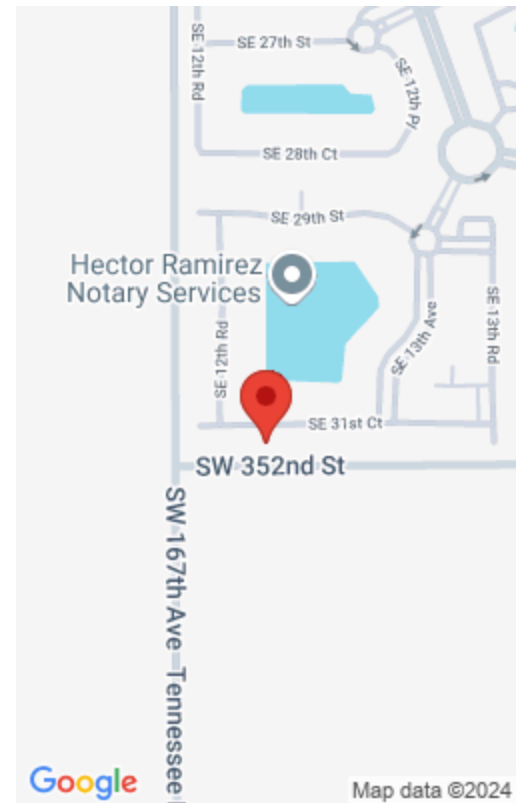 SE 12th Rd
SE 27th St
SE 12th Py
SE 28th Ct
SE 29th St
Hector Ramirez
Notary Services
SE 12th Rd
SE 13th Ave
SE 13th Rd
SE 31st Ct
SW 352nd St
SW 167th Ave
Tennessee
Google
Map data ©2024